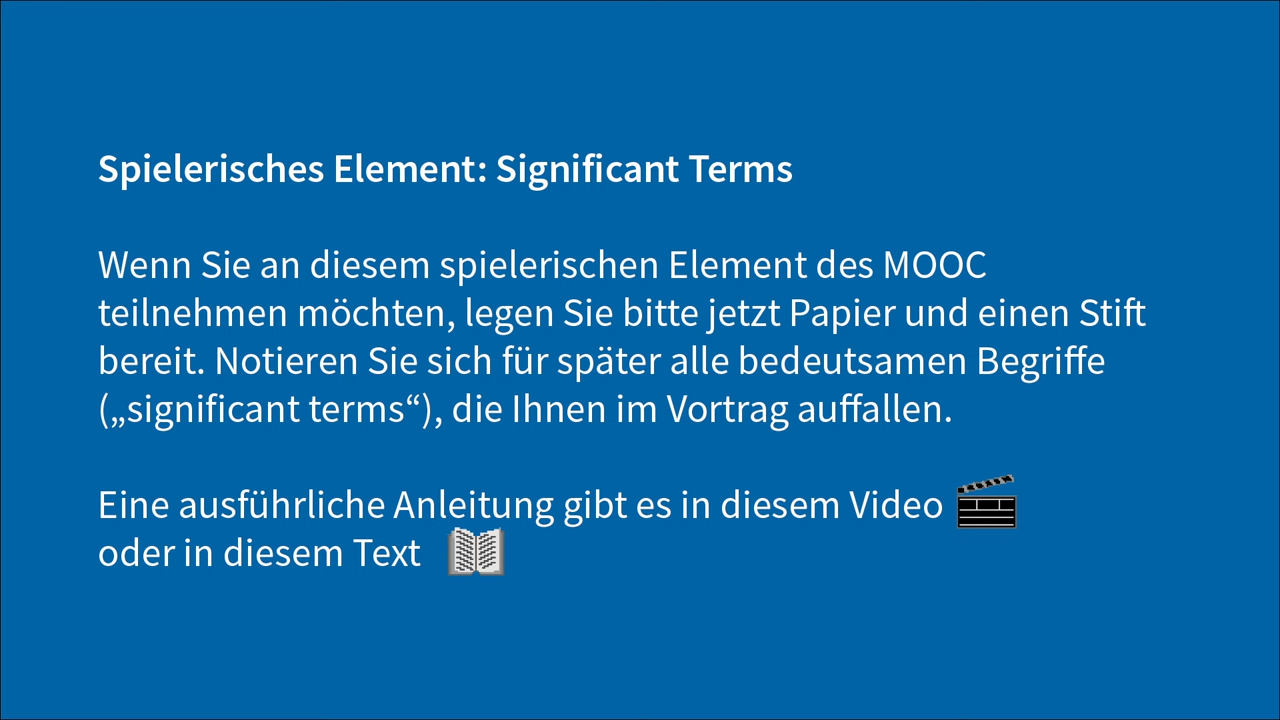 Spielerisches Element: Significant Terms
Wenn Sie an diesem spielerischen Element des MOOC
teilnehmen möchten, legen Sie bitte jetzt Papier und einen Stift
bereit. Notieren Sie sich für später alle bedeutsamen Begriffe
(„significant terms“), die Ihnen im Vortrag auffallen.
Eine ausführliche Anleitung gibt es in diesem Video
oder in diesem Text